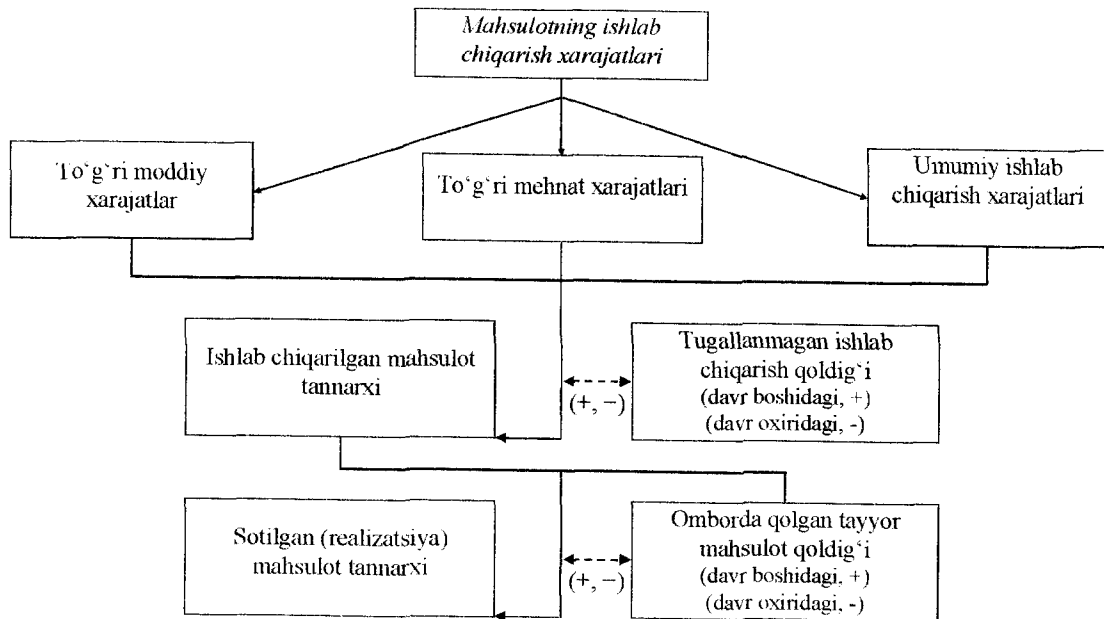 Mahsulotning ishlab
chiqarish xarajatlari
To‘g‘ri moddiy
xarajatlar
To‘g‘ri mehnat xarajatlari
Umumiy ishlab
chiqarish xarajatlari
Ishlab chiqarilgan mahsulot
tannarxi
(+, −)
Tugallanmagan ishlab
chiqarish qoldig‘i
(davr boshidagi, +)
(davr oxiridagi, -)
Sotilgan (realizatsiya)
mahsulot tannarxi
(+, −)
Omborda qolgan tayyor
mahsulot qoldig‘i
(davr boshidagi, +)
(davr oxiridagi, -)